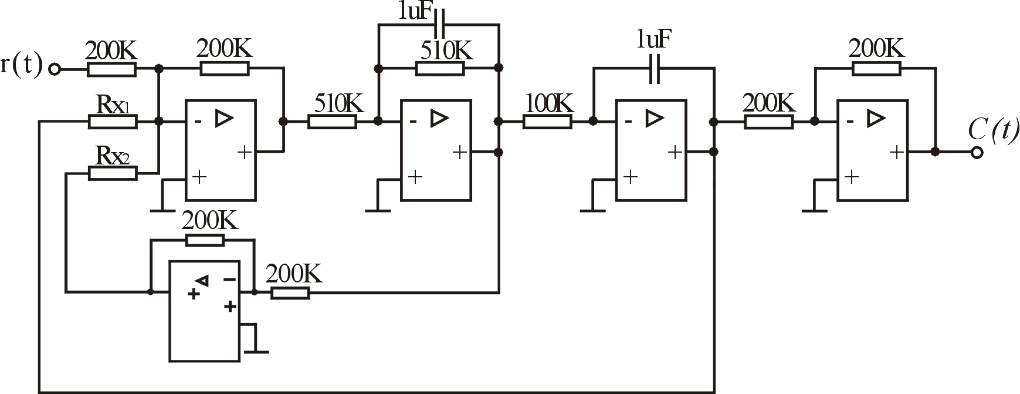 1uF
1uF
200K 200K 510K 200K
r(t)
Rx1 510K 100K 200K
- - - -
C(t)
+ + + +
Rx2
+ + + +
200K
200K
-
+
+